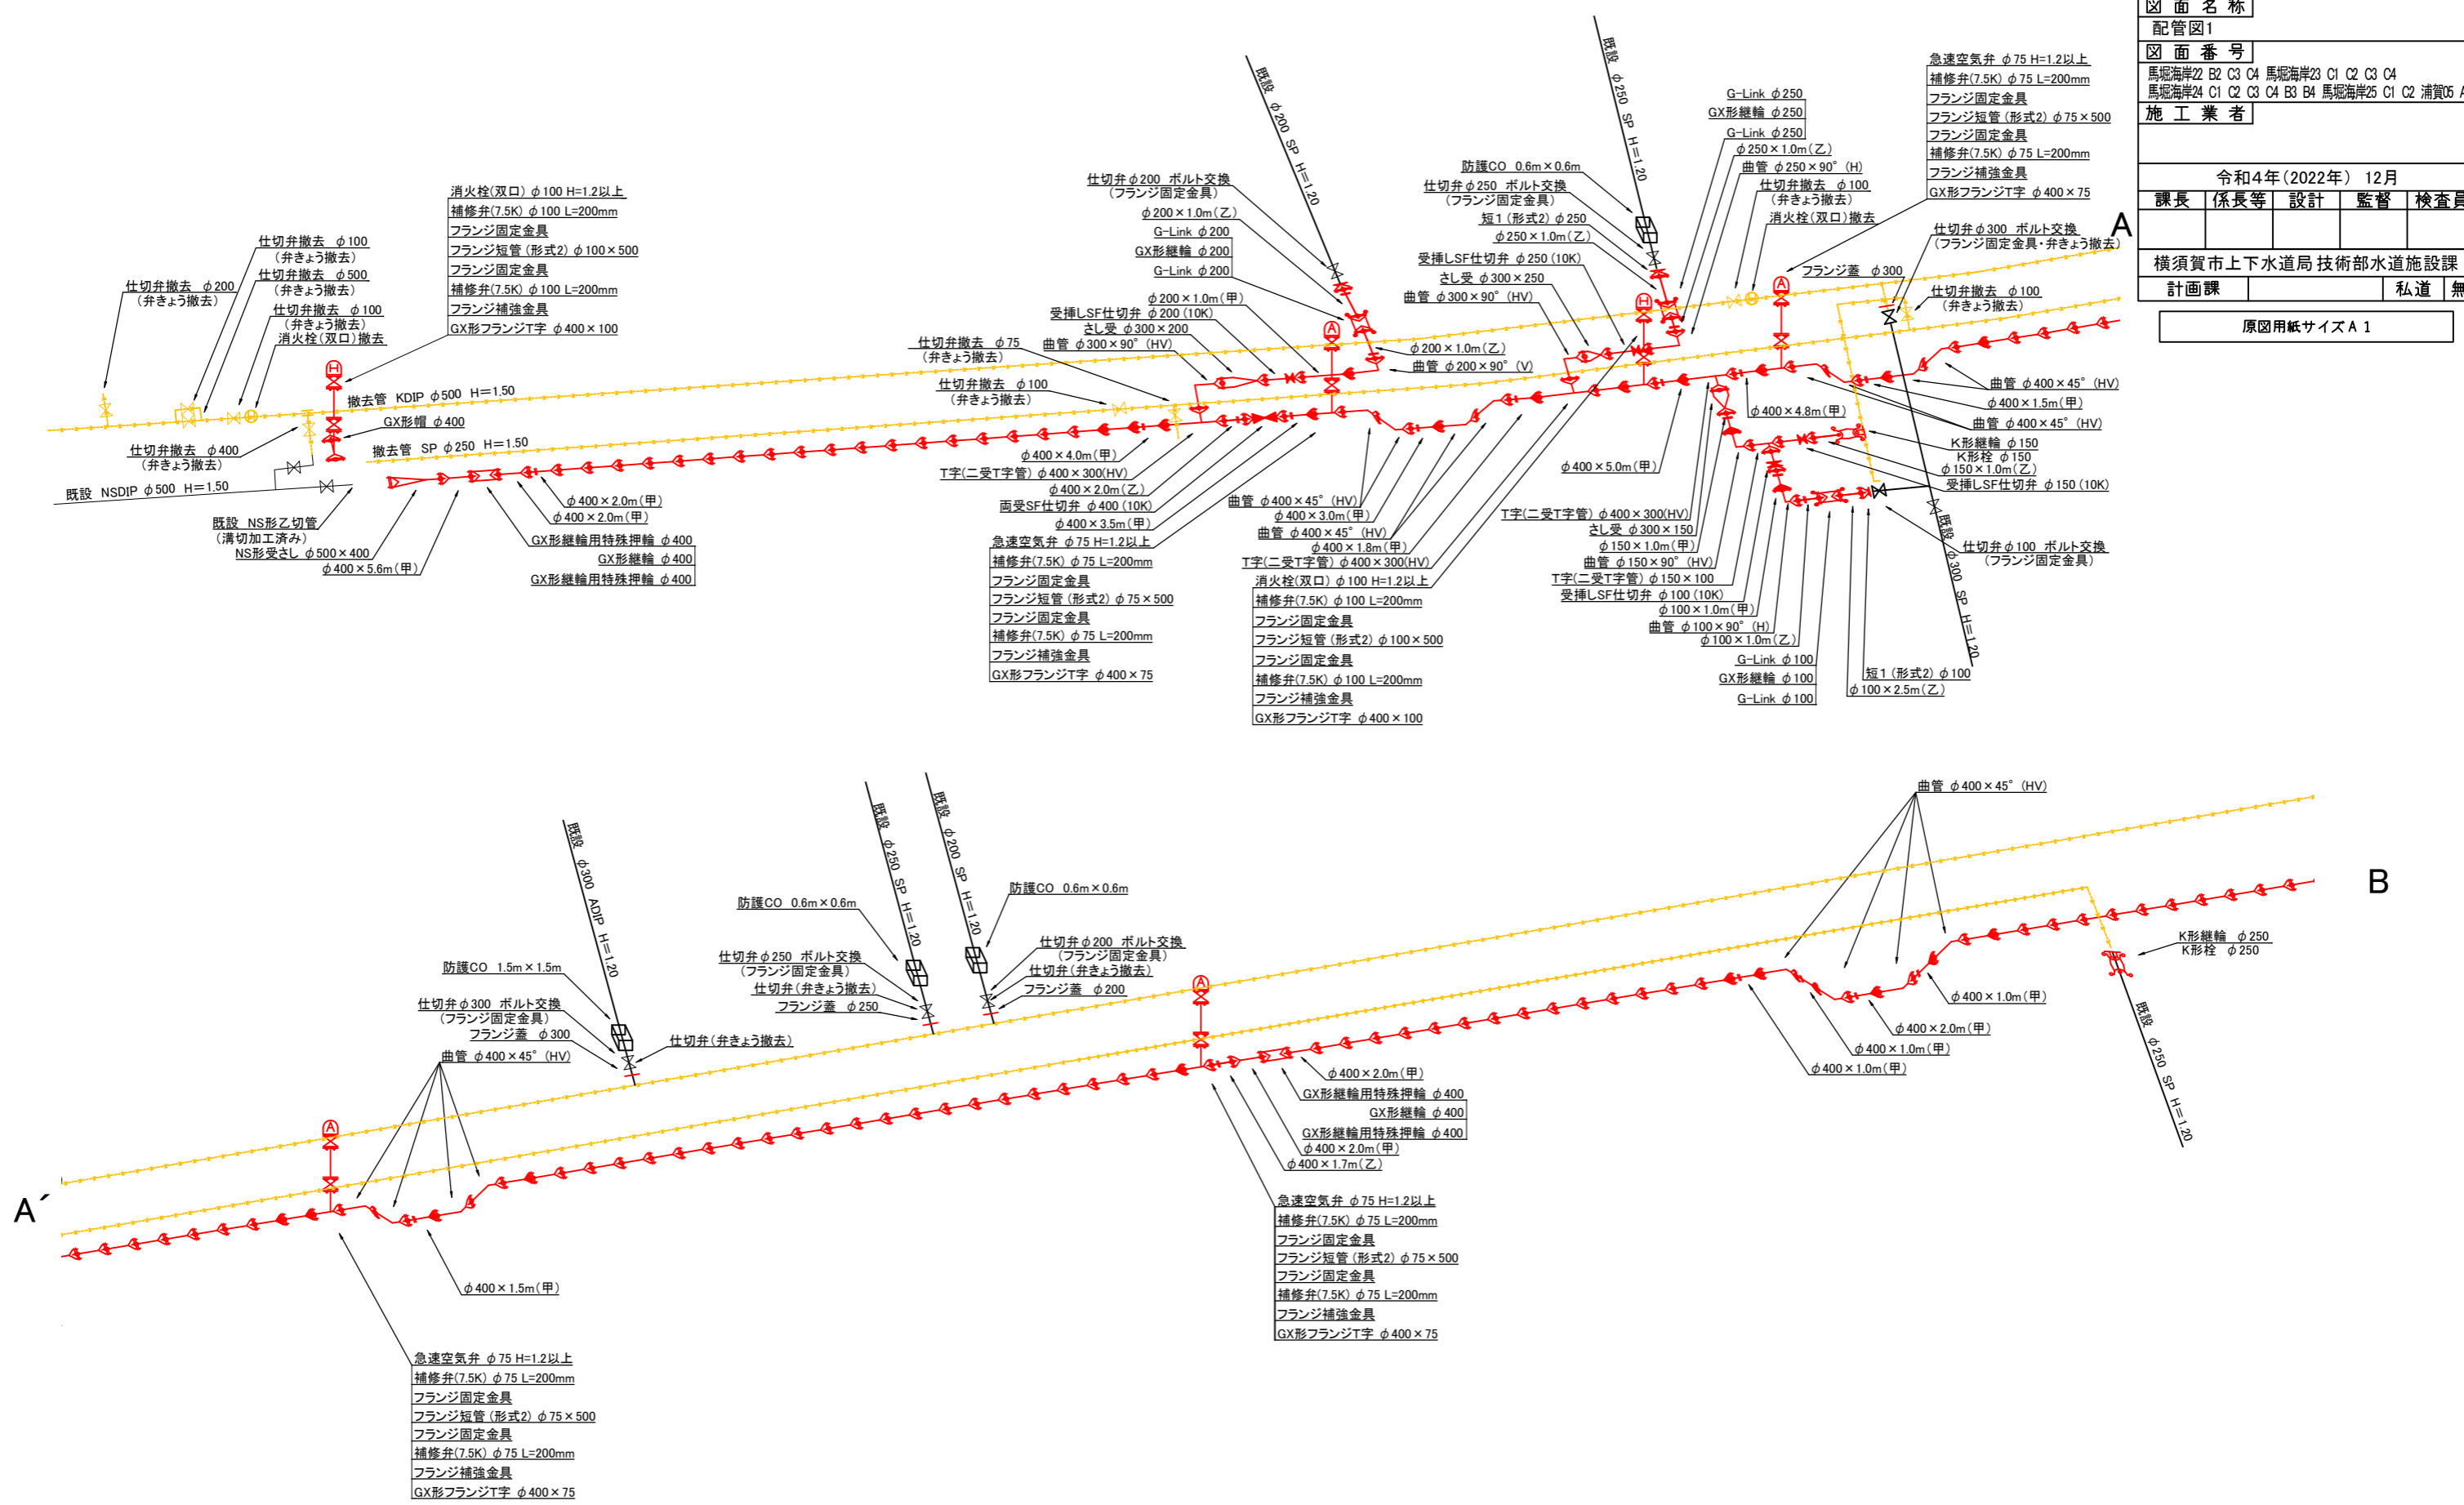 図面名称
配管図1
図面番号
馬堀海岸22 B2 C3 C4 馬堀海岸23 C1 C2 C3 C4
馬堀海岸24 C1 C2 C3 C4 B3 B4 馬堀海岸25 C1 C2 浦賀05
施工業者
令和4年(2022年) 12月
課長 係長等 設計 監督 検査員
横須賀市上下水道局 技術部水道施設課
計画課 私道 無
原図用紙サイズA1
仕切弁撤去 φ200
(弁きょう撤去)
仕切弁撤去 φ100
(弁きょう撤去)
仕切弁撤去 φ500
(弁きょう撤去)
仕切弁撤去 φ100
(弁きょう撤去)
消火栓(双口)撤去
仕切弁撤去 φ400
(弁きょう撤去)
既設 NSDIP φ500 H=1.50
既設 NS形乙切管
(溝切加工済み)
NS形受さし φ500×400
φ400×5.6m(甲)
消火栓(双口) φ100 H=1.2以上
補修弁(7.5K) φ100 L=200mm
フランジ固定金具
フランジ短管(形式2) φ100×500
フランジ固定金具
補修弁(7.5K) φ100 L=200mm
フランジ補強金具
GX形フランジT字 φ400×100
撤去管 KDIP φ500 H=1.50
GX形帽 φ400
撤去管 SP φ250 H=1.50
φ400×2.0m(甲)
φ400×2.0m(甲)
GX形継輪用特殊押輪 φ400
GX形継輪 φ400
GX形継輪用特殊押輪 φ400
既設 φ200 SP H=1.20
仕切弁φ200 ボルト交換
(フランジ固定金具)
φ200×1.0m(乙)
G-Link φ200
GX形継輪 φ200
G-Link φ200
φ200×1.0m(甲)
受挿しSF仕切弁 φ200(10K)
さし受 φ300×200
曲管 φ300×90° (HV)
仕切弁撤去 φ75
(弁きょう撤去)
仕切弁撤去 φ100
(弁きょう撤去)
φ200×1.0m(乙)
曲管 φ200×90° (V)
φ400×4.0m(甲)
T字(二受T字管) φ400×300(HV)
φ400×2.0m(乙)
両受SF仕切弁 φ400(10K)
φ400×3.5m(甲)
急速空気弁 φ75 H=1.2以上
補修弁(7.5K) φ75 L=200mm
フランジ固定金具
フランジ短管(形式2) φ75×500
フランジ固定金具
補修弁(7.5K) φ75 L=200mm
フランジ補強金具
GX形フランジT字 φ400×75
曲管 φ400×45° (HV)
φ400×3.0m(甲)
曲管 φ400×45° (HV)
φ400×1.8m(甲)
T字(二受T字管) φ400×300(HV)
消火栓(双口) φ100 H=1.2以上
補修弁(7.5K) φ100 L=200mm
フランジ固定金具
フランジ短管(形式2) φ100×500
フランジ固定金具
補修弁(7.5K) φ100 L=200mm
フランジ補強金具
GX形フランジT字 φ400×100
既設 φ250 SP H=1.20
防護CO 0.6m×0.6m
仕切弁φ250 ボルト交換
(フランジ固定金具)
短1(形式2) φ250
φ250×1.0m(乙)
受挿しSF仕切弁 φ250(10K)
さし受 φ300×250
曲管 φ300×90° (HV)
G-Link φ250
GX形継輪 φ250
G-Link φ250
φ250×1.0m(乙)
曲管 φ250×90° (H)
仕切弁撤去 φ100
(弁きょう撤去)
消火栓(双口)撤去
急速空気弁 φ75 H=1.2以上
補修弁(7.5K) φ75 L=200mm
フランジ固定金具
フランジ短管(形式2) φ75×500
フランジ固定金具
補修弁(7.5K) φ75 L=200mm
フランジ補強金具
GX形フランジT字 φ400×75
A
仕切弁φ300 ボルト交換
(フランジ固定金具・弁きょう撤去)
フランジ蓋 φ300
仕切弁撤去 φ100
(弁きょう撤去)
曲管 φ400×45° (HV)
φ400×1.5m(甲)
曲管 φ400×45° (HV)
φ400×4.8m(甲)
K形継輪 φ150
K形栓 φ150
φ150×1.0m(乙)
受挿しSF仕切弁 φ150(10K)
φ400×5.0m(甲)
T字(二受T字管) φ400×300(HV)
さし受 φ300×150
φ150×1.0m(甲)
曲管 φ150×90° (HV)
T字(二受T字管) φ150×100
受挿しSF仕切弁 φ100(10K)
φ100×1.0m(甲)
曲管 φ100×90° (H)
φ100×1.0m(乙)
G-Link φ100
GX形継輪 φ100
G-Link φ100
仕切弁φ100 ボルト交換
(フランジ固定金具)
短1(形式2) φ100
φ100×2.5m(乙)
既設 φ300 SP H=1.20
A´
既設 φ300 ADIP H=1.20
防護CO 1.5m×1.5m
仕切弁φ300 ボルト交換
(フランジ固定金具)
フランジ蓋 φ300
曲管 φ400×45° (HV)
仕切弁(弁きょう撤去)
既設 φ250 SP H=1.20
防護CO 0.6m×0.6m
仕切弁φ250 ボルト交換
(フランジ固定金具)
仕切弁(弁きょう撤去)
フランジ蓋 φ250
既設 φ200 SP H=1.20
防護CO 0.6m×0.6m
仕切弁φ200 ボルト交換
(フランジ固定金具)
仕切弁(弁きょう撤去)
フランジ蓋 φ200
φ400×1.5m(甲)
急速空気弁 φ75 H=1.2以上
補修弁(7.5K) φ75 L=200mm
フランジ固定金具
フランジ短管(形式2) φ75×500
フランジ固定金具
補修弁(7.5K) φ75 L=200mm
フランジ補強金具
GX形フランジT字 φ400×75
φ400×2.0m(甲)
GX形継輪用特殊押輪 φ400
GX形継輪 φ400
GX形継輪用特殊押輪 φ400
φ400×2.0m(甲)
φ400×1.7m(乙)
急速空気弁 φ75 H=1.2以上
補修弁(7.5K) φ75 L=200mm
フランジ固定金具
フランジ短管(形式2) φ75×500
フランジ固定金具
補修弁(7.5K) φ75 L=200mm
フランジ補強金具
GX形フランジT字 φ400×75
曲管 φ400×45° (HV)
φ400×1.0m(甲)
φ400×2.0m(甲)
φ400×1.0m(甲)
φ400×1.0m(甲)
B
K形継輪 φ250
K形栓 φ250
既設 φ250 SP H=1.20